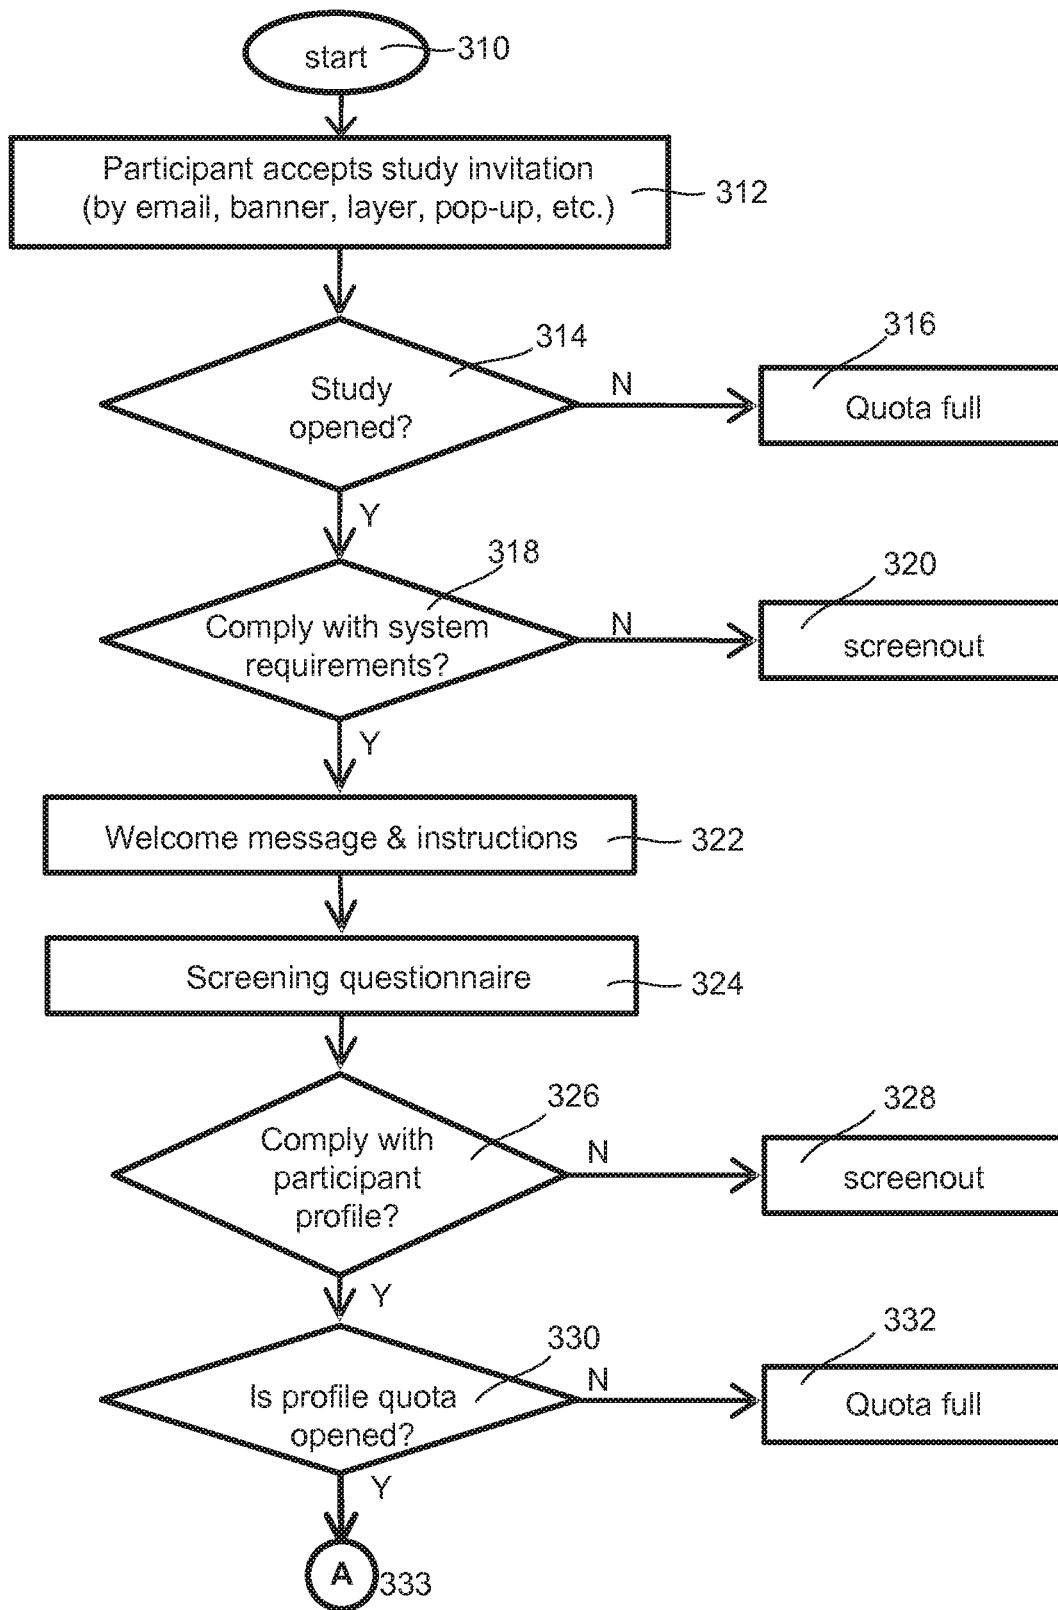 start
310
Participant accepts study invitation
(by email, banner, layer, pop-up, etc.)
312
314
Study
opened?
N
316
Quota full
Y
318
Comply with system
requirements?
N
320
screenout
Y
Welcome message & instructions
322
Screening questionnaire
324
326
Comply with
participant
profile?
N
328
screenout
Y
330
Is profile quota
opened?
N
332
Quota full
Y
A
333